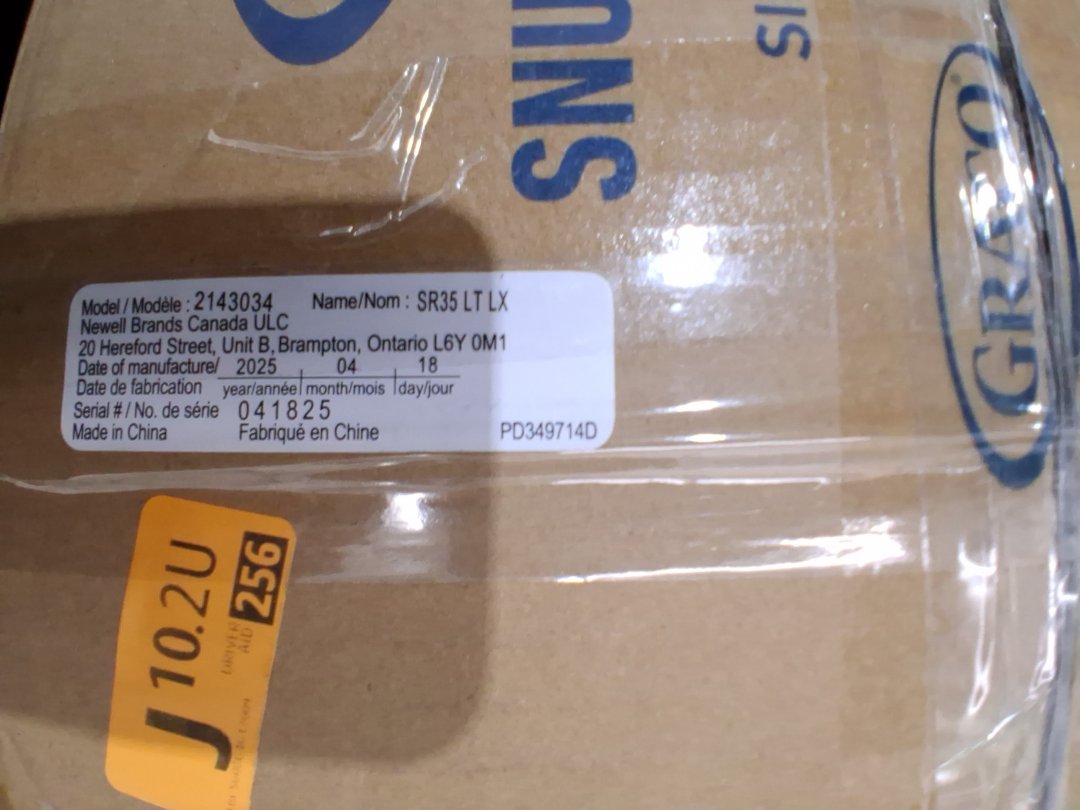 SNU
SI
GRACO
Model / Modèle : 2143034 Name/Nom : SR35 LT LX
Newell Brands Canada ULC
20 Hereford Street, Unit B, Brampton, Ontario L6Y 0M1
Date of manufacture/ 2025 04 18
Date de fabrication year/année month/mois day/jour
Serial # / No. de série 041825
Made in China Fabriqué en Chine PD349714D
J 10.2U
DRIVER
AID
256